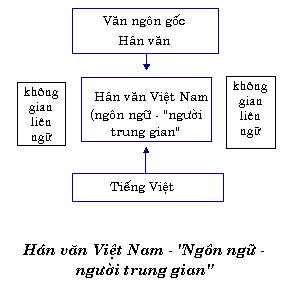 Văn ngôn gốc
Hán văn
không
gian
liên
ngữ
Hán văn Việt Nam
(ngôn ngữ - "người
trung gian"
không
gian
liên
ngữ
Tiếng Việt
Hán văn Việt Nam - "Ngôn ngữ -
người trung gian"